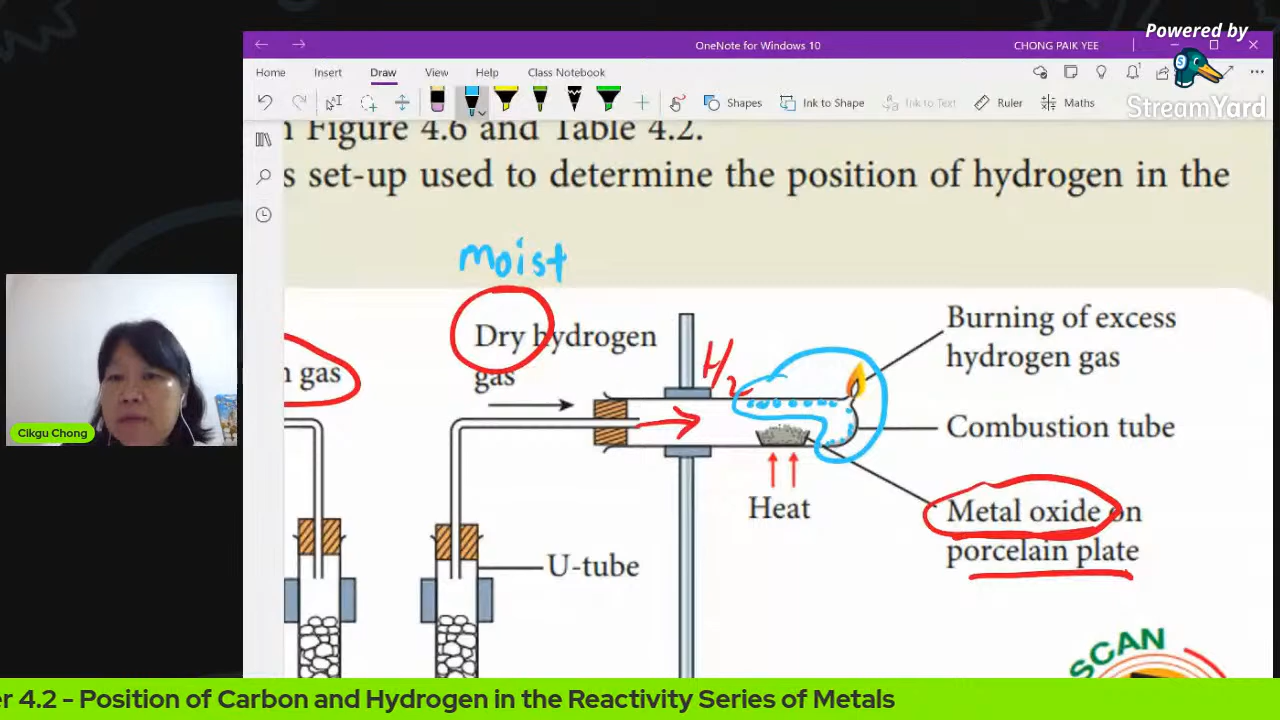 Powered by
StreamYard
OneNote for Windows 10
CHONG PAIK YEE
Home Insert Draw View Help Class Notebook
Shapes Ink to Shape Ink to Text Ruler Maths
n Figure 4.6 and Table 4.2.
s set-up used to determine the position of hydrogen in the
moist
Dry hydrogen
gas
n gas
H2
Burning of excess
hydrogen gas
Combustion tube
Heat
Metal oxide on
porcelain plate
U-tube
SCAN
Cikgu Chong
er 4.2 - Position of Carbon and Hydrogen in the Reactivity Series of Metals